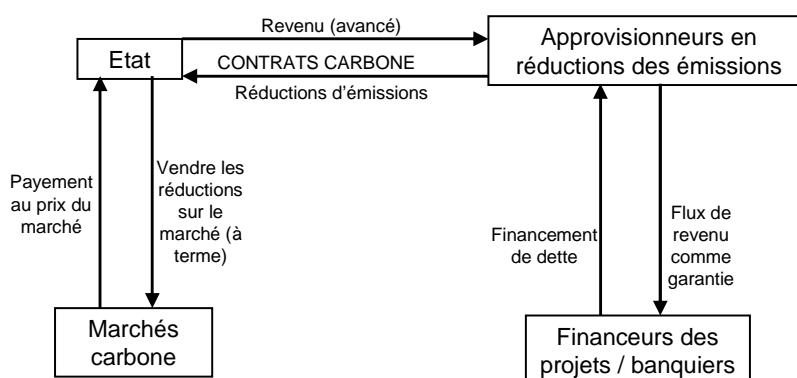 Revenu (avancé)
Etat
CONTRATS CARBONE
Réductions d'émissions
Approvisionneurs en
réductions des émissions
Payement
au prix du
marché
Vendre les
réductions
sur le
marché (à
terme)
Financement
de dette
Flux de
revenu
comme
garantie
Marchés
carbone
Financeurs des
projets / banquiers